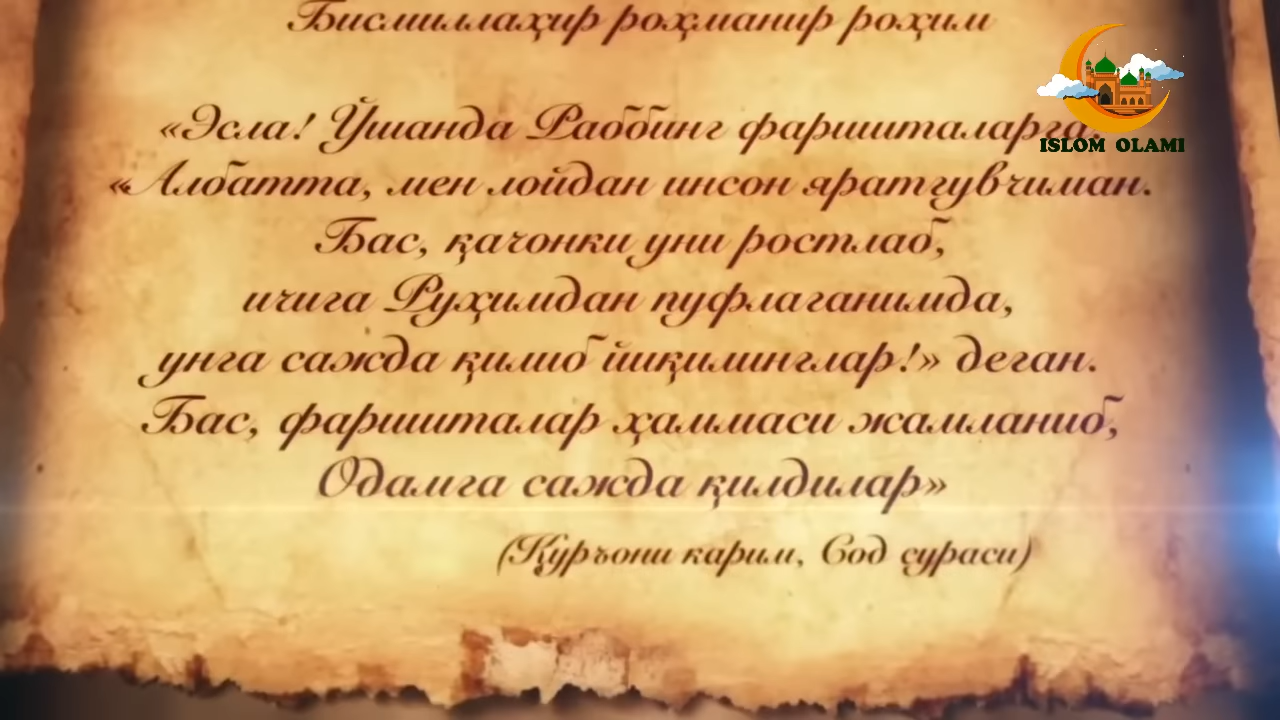 Бисмиллаҳир роҳманир роҳим
«Эсла! Ўшанда Раббинг фаришталарга:
«Албатта, мен лойдан инсон яратгувчиман.
Бас, қачонки уни ростлаб,
ичига Руҳимдан пуфлаганимда,
унга сажда қилиб йиқилинглар!» деган.
Бас, фаришталар ҳаммаси жамланиб,
Одамга сажда қилдилар»
(Қуръони карим, Сод сураси)
ISLOM OLAMI